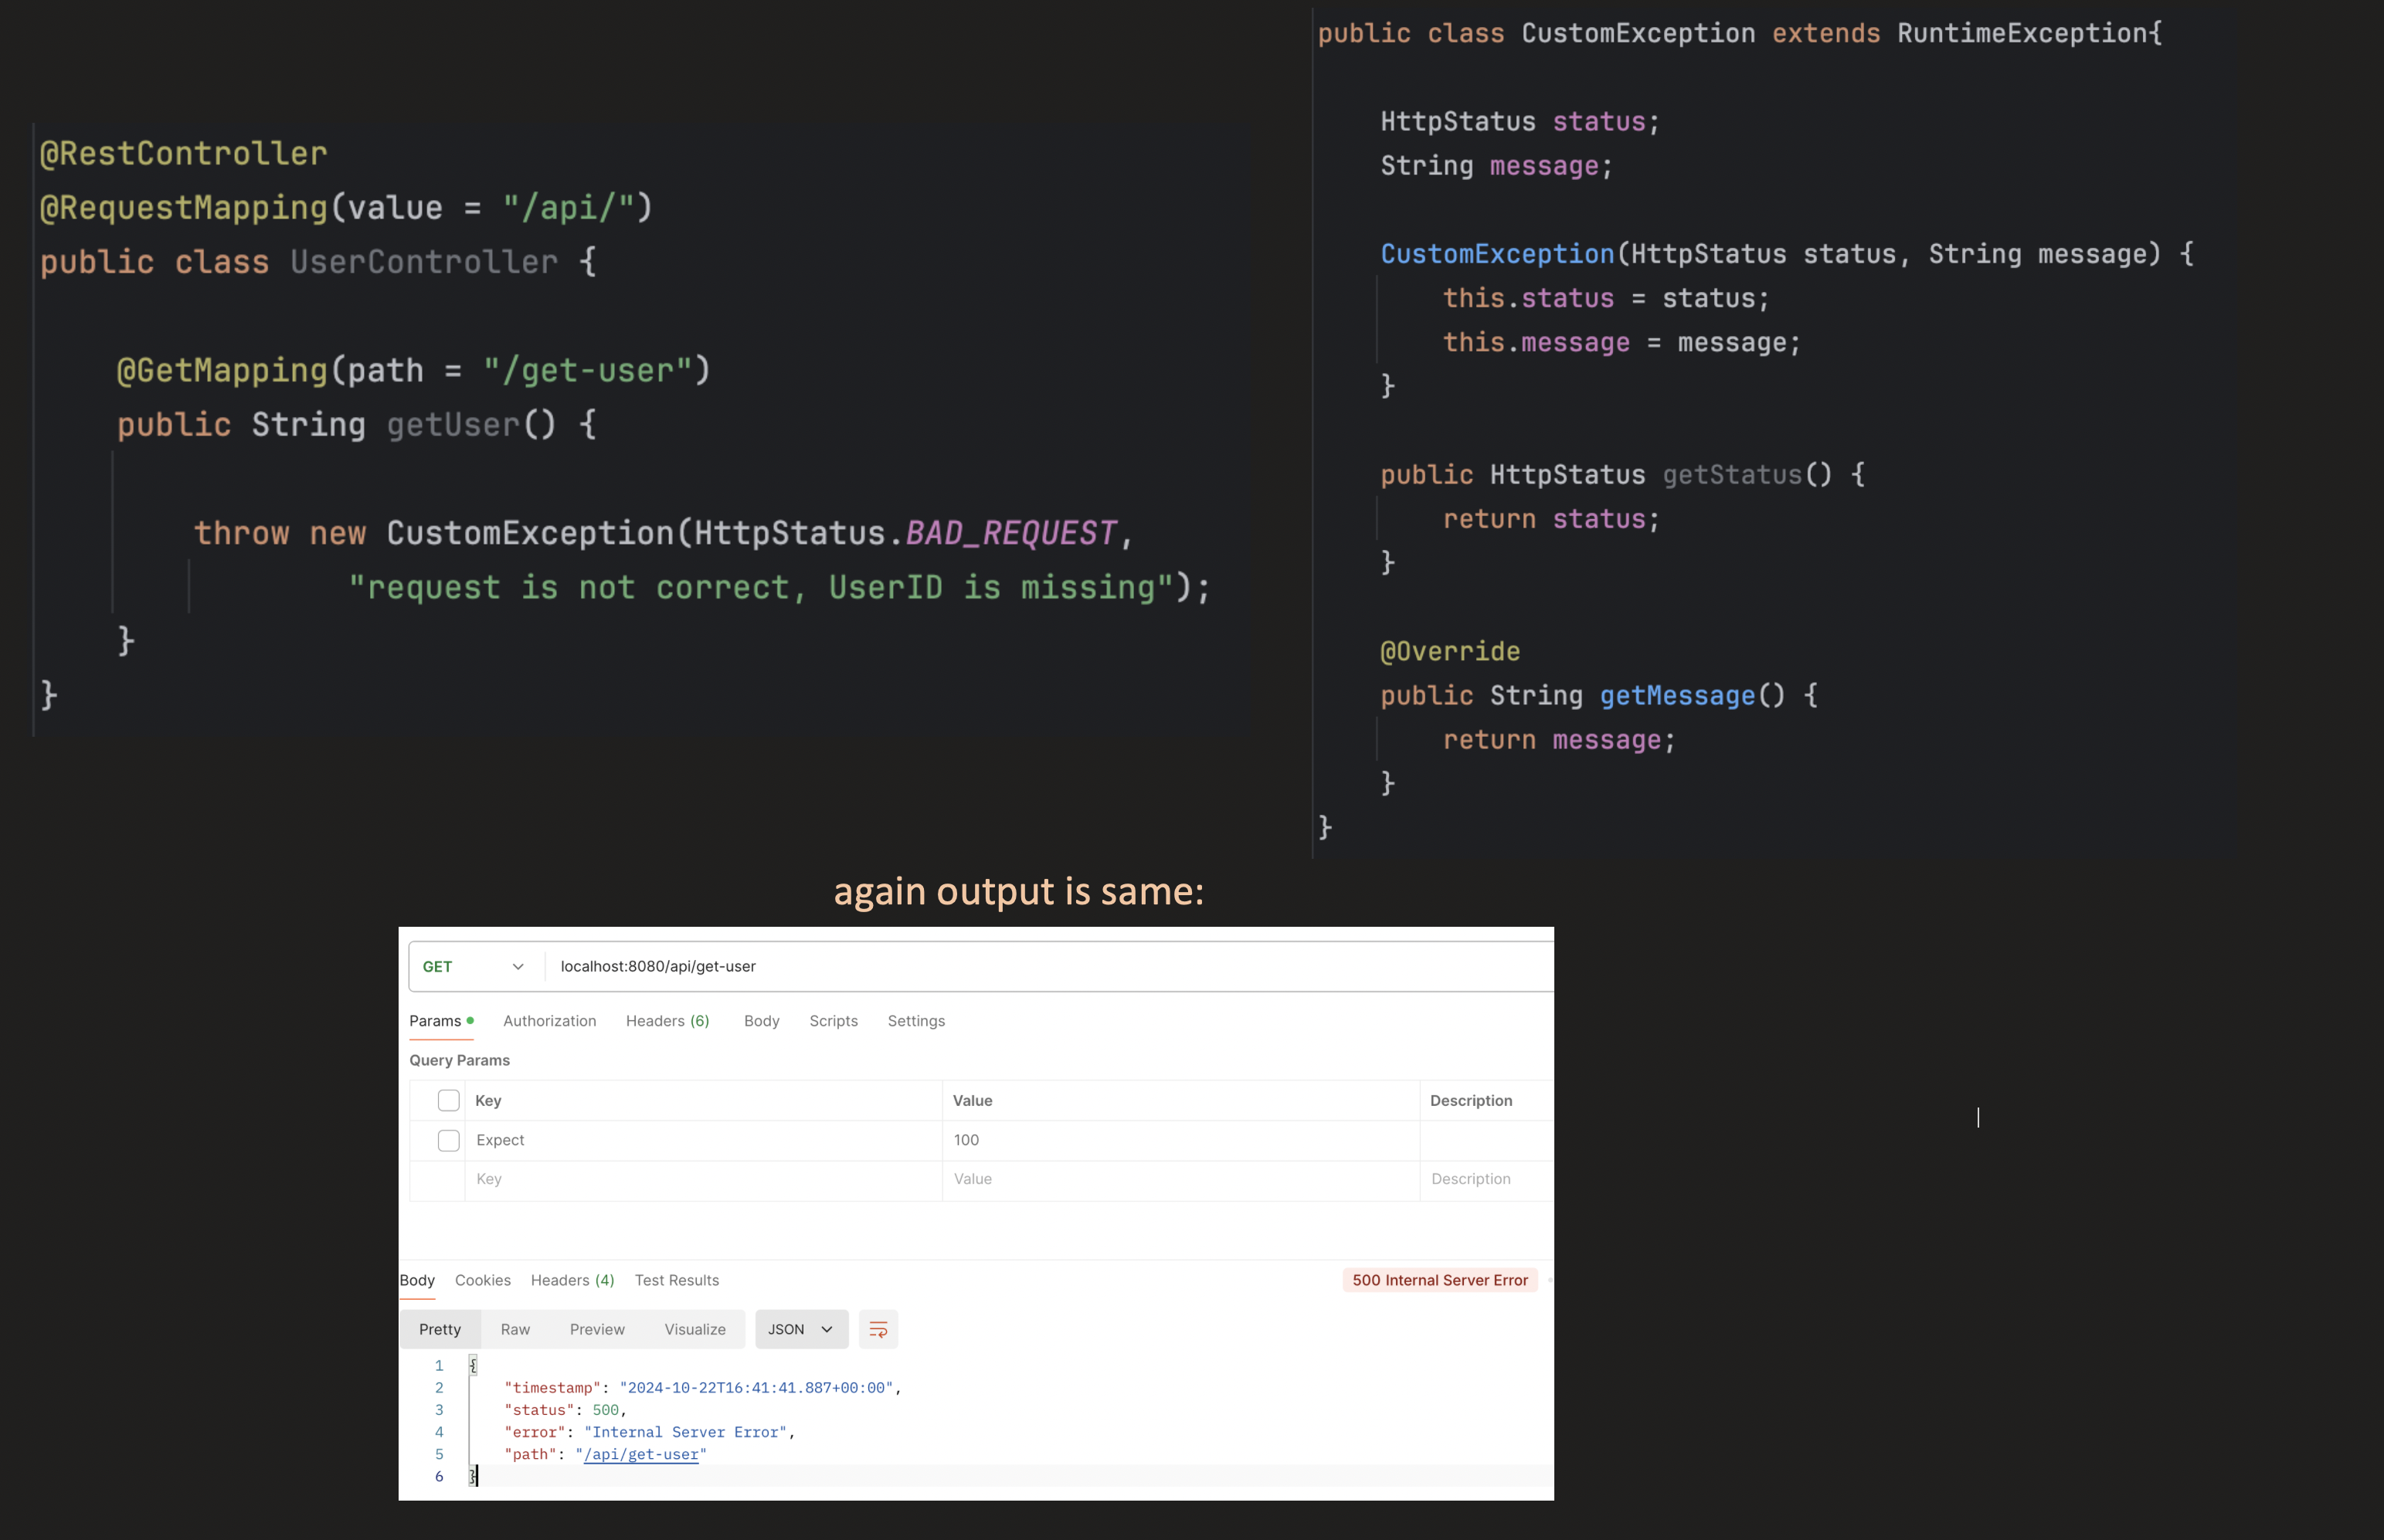 @RestController
@RequestMapping(value = "/api/")
public class UserController {
@GetMapping(path = "/get-user")
public String getUser() {
throw new CustomException(HttpStatus.BAD_REQUEST,
"request is not correct, UserID is missing");
}
}
public class CustomException extends RuntimeException{
HttpStatus status;
String message;
CustomException(HttpStatus status, String message) {
this.status = status;
this.message = message;
}
public HttpStatus getStatus() {
return status;
}
@Override
public String getMessage() {
return message;
}
}
again output is same:
GET localhost:8080/api/get-user
Params Authorization Headers (6) Body Scripts Settings
Query Params
Key Value Description
Expect 100
Key Value Description
Body Cookies Headers (4) Test Results 500 Internal Server Error
Pretty Raw Preview Visualize JSON
1 {
2 "timestamp": "2024-10-22T16:41:41.887+00:00",
3 "status": 500,
4 "error": "Internal Server Error",
5 "path": "/api/get-user"
6 }